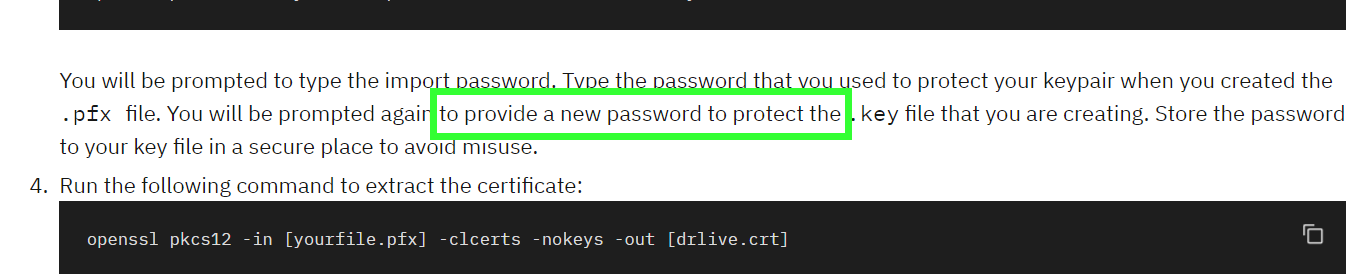 You will be prompted to type the import password. Type the password that you used to protect your keypair when you created the
.pfx file. You will be prompted again to provide a new password to protect the .key file that you are creating. Store the password
to your key file in a secure place to avoid misuse.
4. Run the following command to extract the certificate:
openssl pkcs12 -in [yourfile.pfx] -clcerts -nokeys -out [drlive.crt]